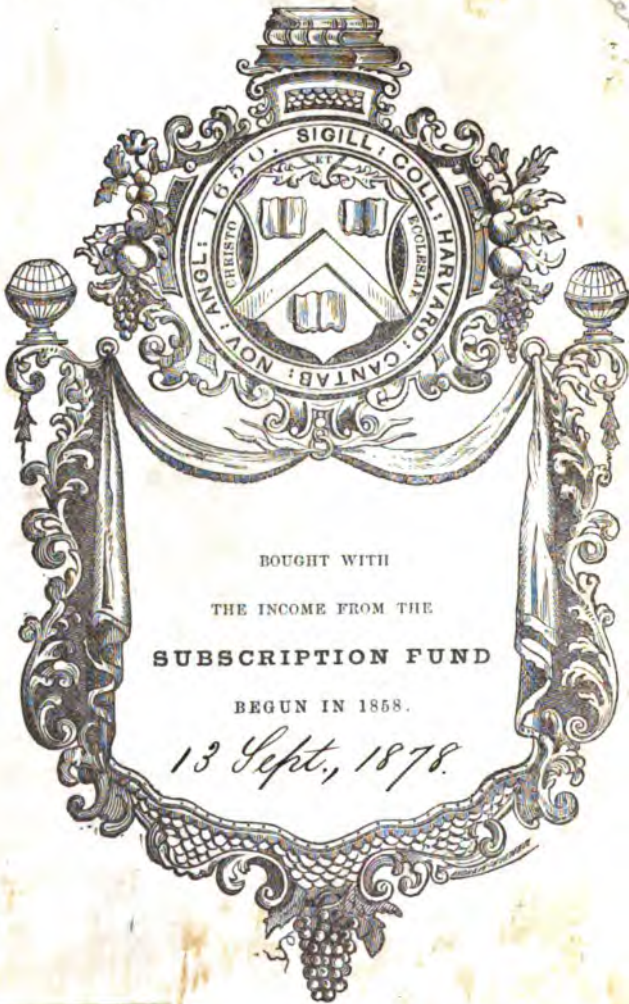 SIGILL: COLL: HARVARD: CANTAB: NOV: ANGL: 1650.
ET
CHRISTO
ECCLESIAE
BOUGHT WITH
THE INCOME FROM THE
SUBSCRIPTION FUND
BEGUN IN 1858.
13 Sept., 1878.